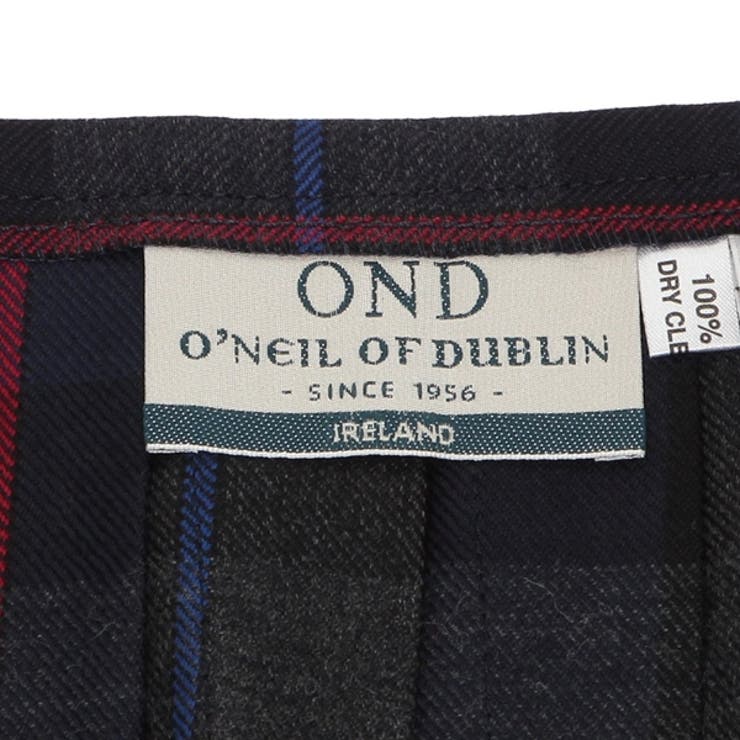 OND
O'NEIL OF DUBLIN
- SINCE 1956 -
IRELAND
100%
DRY CLE